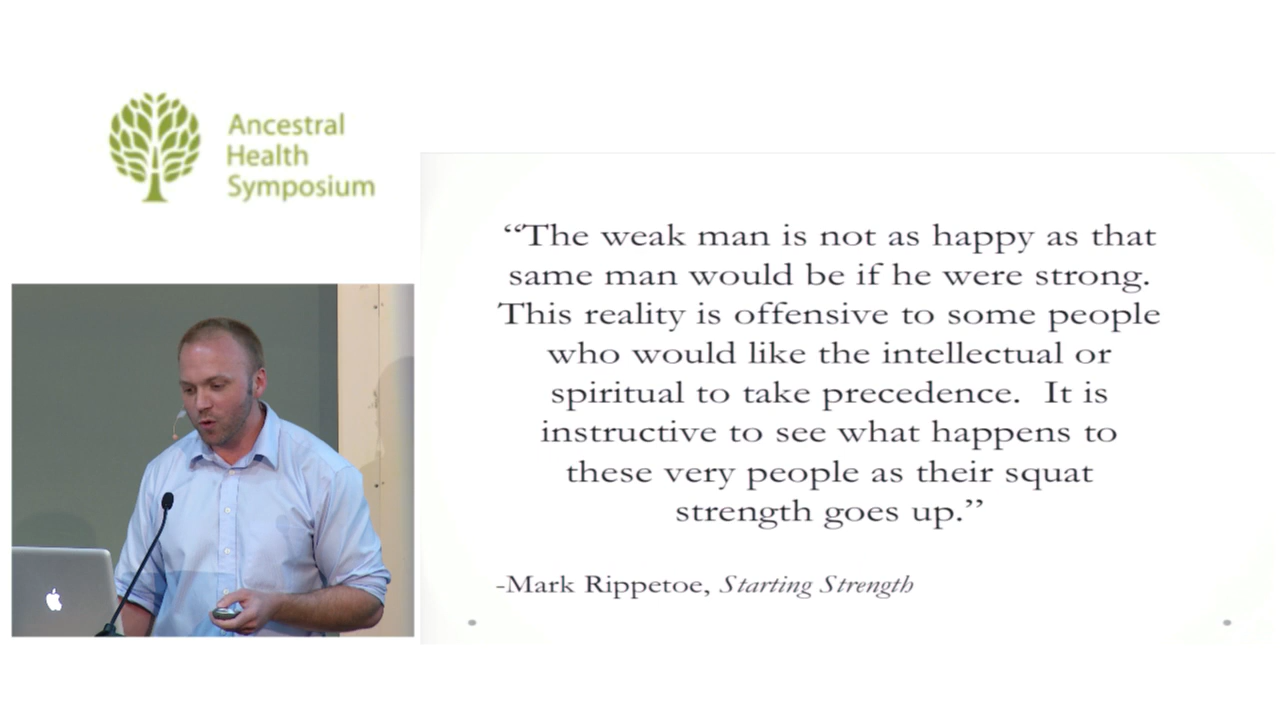 Ancestral
Health
Symposium
“The weak man is not as happy as that
same man would be if he were strong.
This reality is offensive to some people
who would like the intellectual or
spiritual to take precedence.  It is
instructive to see what happens to
these very people as their squat
strength goes up.”
-Mark Rippetoe, Starting Strength